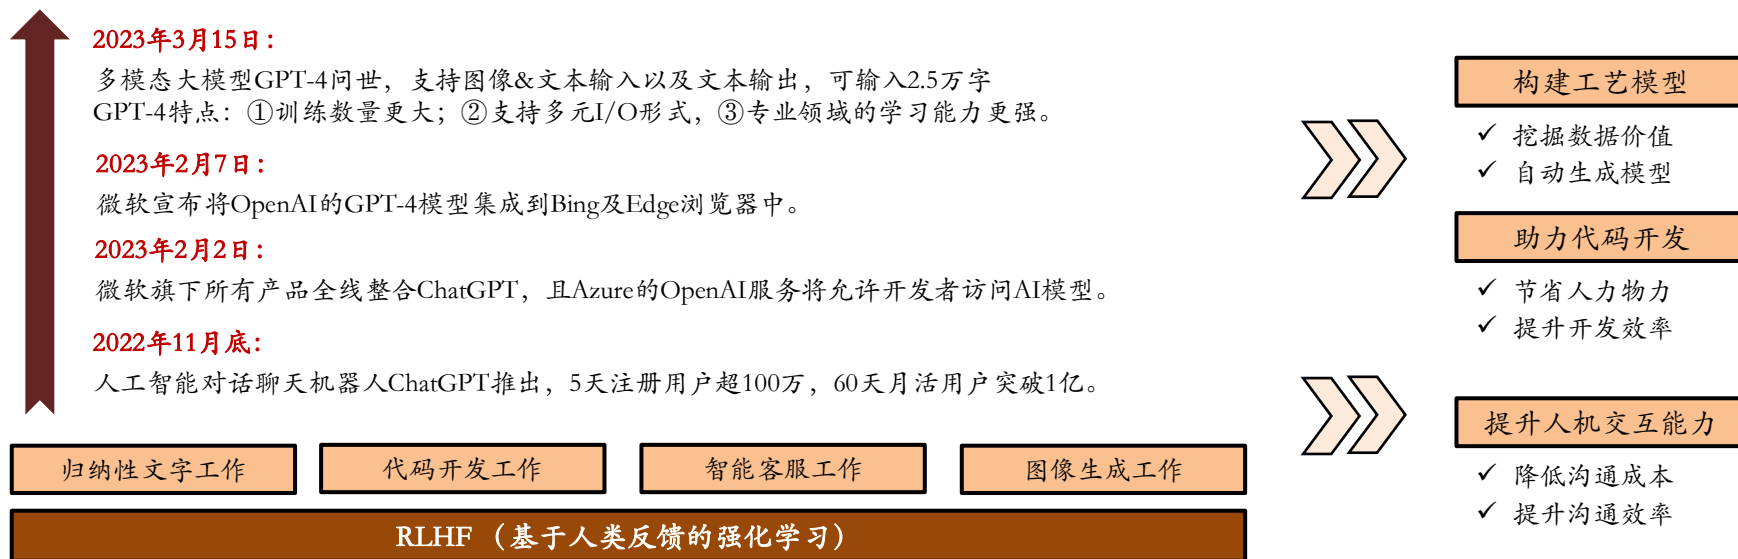 2023年3月15日：
多模态大模型GPT-4问世，支持图像&文本输入以及文本输出，可输入2.5万字
GPT-4特点：①训练数量更大；②支持多元I/O形式，③专业领域的学习能力更强。
2023年2月7日：
微软宣布将OpenAI的GPT-4模型集成到Bing及Edge浏览器中。
2023年2月2日：
微软旗下所有产品全线整合ChatGPT，且Azure的OpenAI服务将允许开发者访问AI模型。
2022年11月底：
人工智能对话聊天机器人ChatGPT推出，5天注册用户超100万，60天月活用户突破1亿。
归纳性文字工作
代码开发工作
智能客服工作
图像生成工作
RLHF （基于人类反馈的强化学习）
构建工艺模型
✓ 挖掘数据价值
✓ 自动生成模型
助力代码开发
✓ 节省人力物力
✓ 提升开发效率
提升人机交互能力
✓ 降低沟通成本
✓ 提升沟通效率